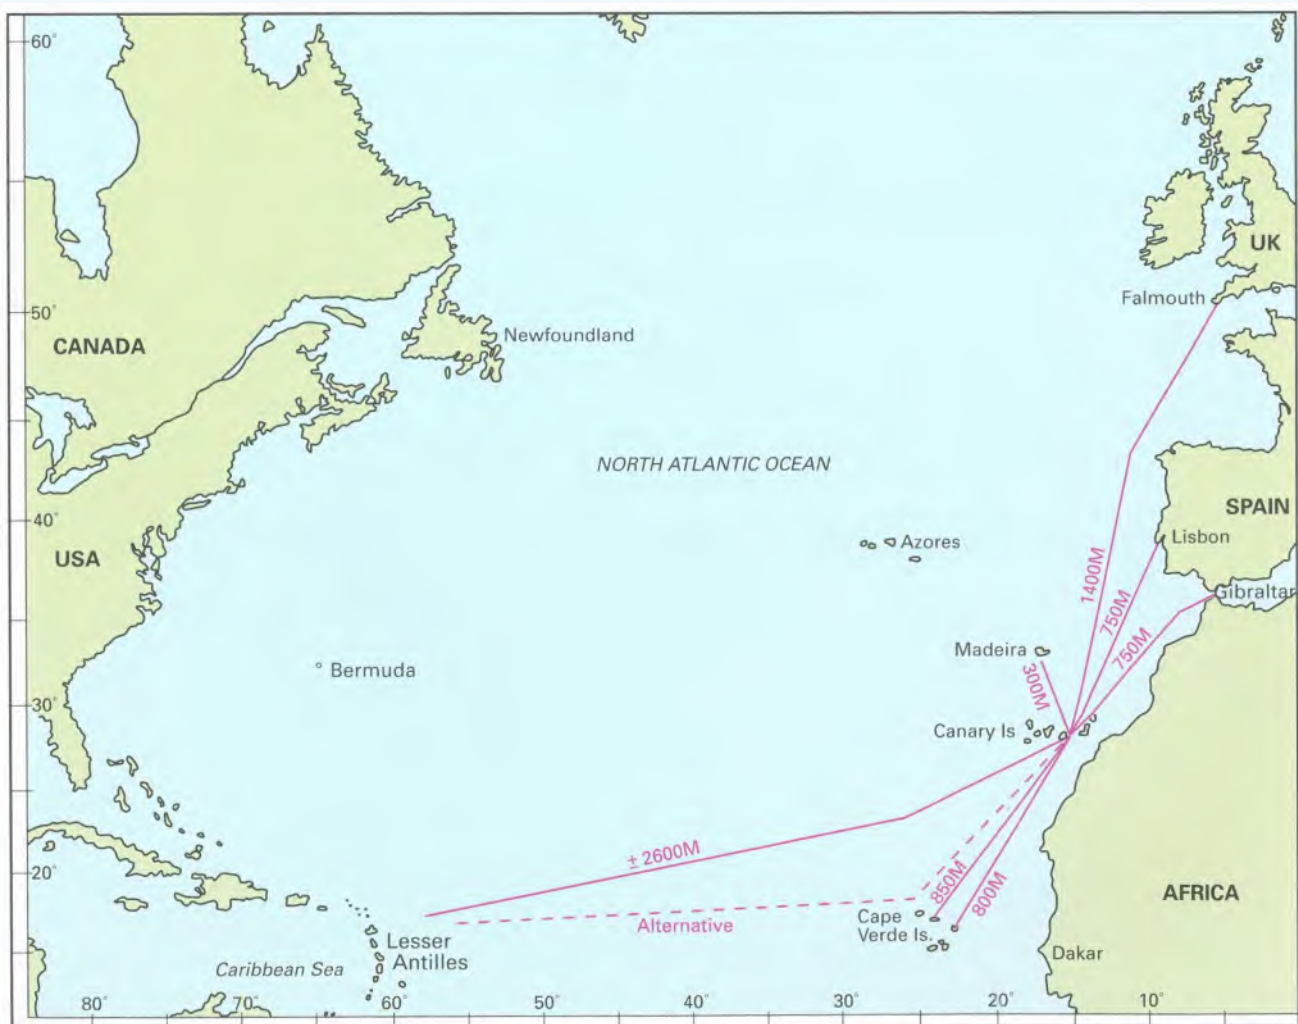 60°
UK
Falmouth
50°
Newfoundland
CANADA
NORTH ATLANTIC OCEAN
SPAIN
40°
Lisbon
Azores
USA
1400M
Gibraltar
750M
750M
Madeira
Bermuda
300M
30°
Canary Is
± 2600M
20°
850M
800M
AFRICA
Cape
Verde Is.
Alternative
Lesser
Antilles
Dakar
Caribbean Sea
80°
70°
50°
40°
30°
20°
10°